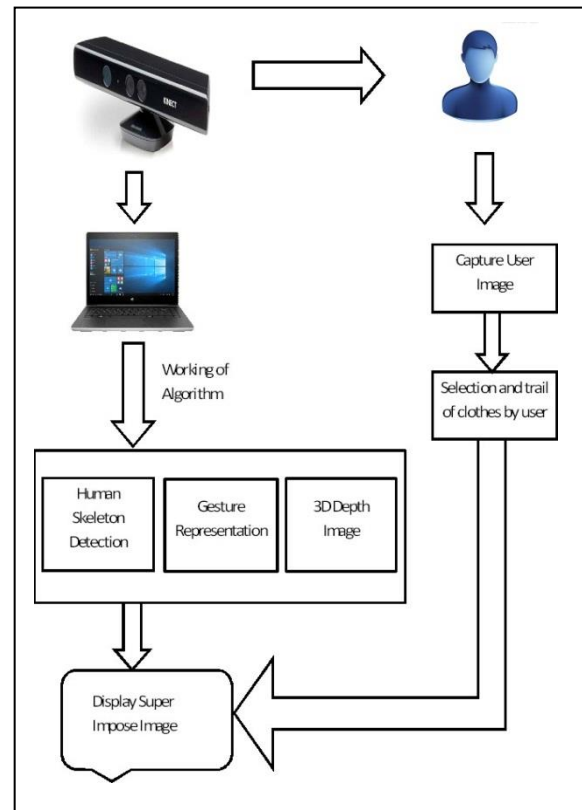 KINECT
Capture User
Image
Working of
Algorithm
Selection and trail
of clothes by user
Human
Skeleton
Detection
Gesture
Representation
3D Depth
Image
Display Super
Impose Image